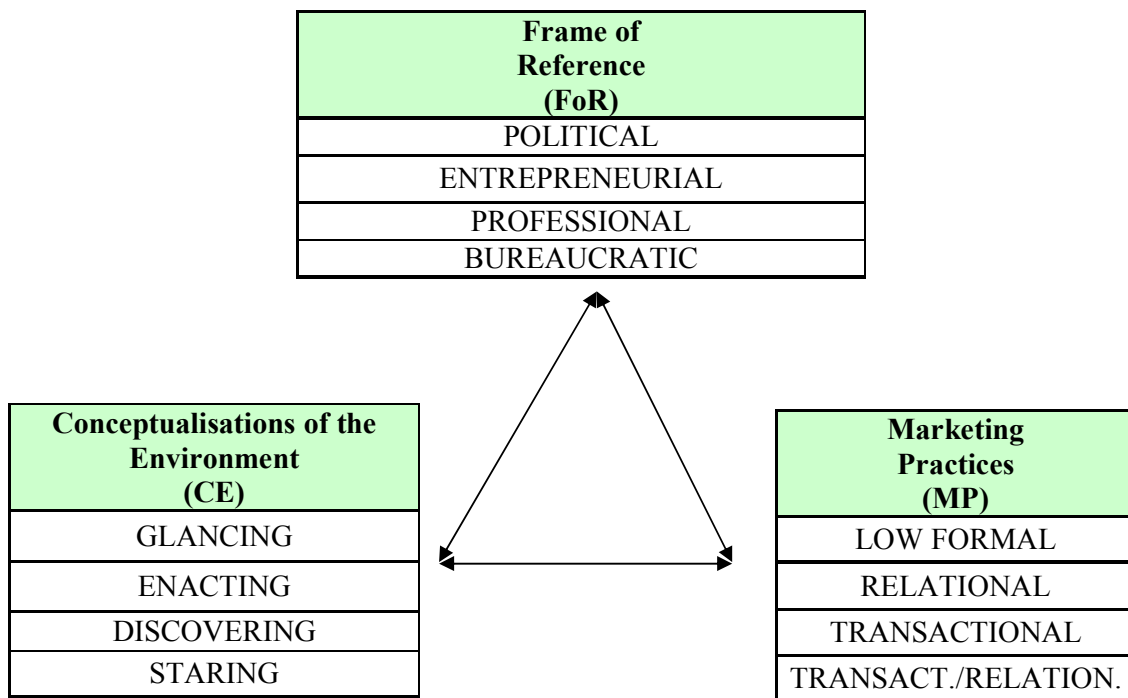 Frame of
Reference
(FoR)
POLITICAL
ENTREPRENEURIAL
PROFESSIONAL
BUREAUCRATIC
Conceptualisations of the
Environment
(CE)
GLANCING
ENACTING
DISCOVERING
STARING
Marketing
Practices
(MP)
LOW FORMAL
RELATIONAL
TRANSACTIONAL
TRANSACT./RELATION.